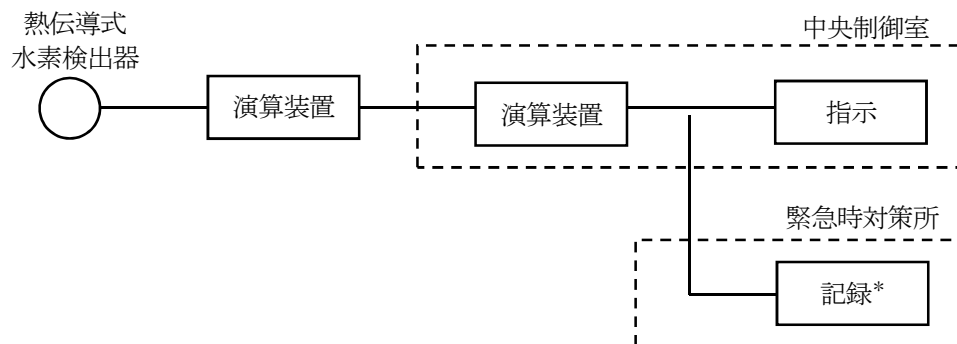 熱伝導式
水素検出器
中央制御室
演算装置
演算装置
指示
緊急時対策所
記録*